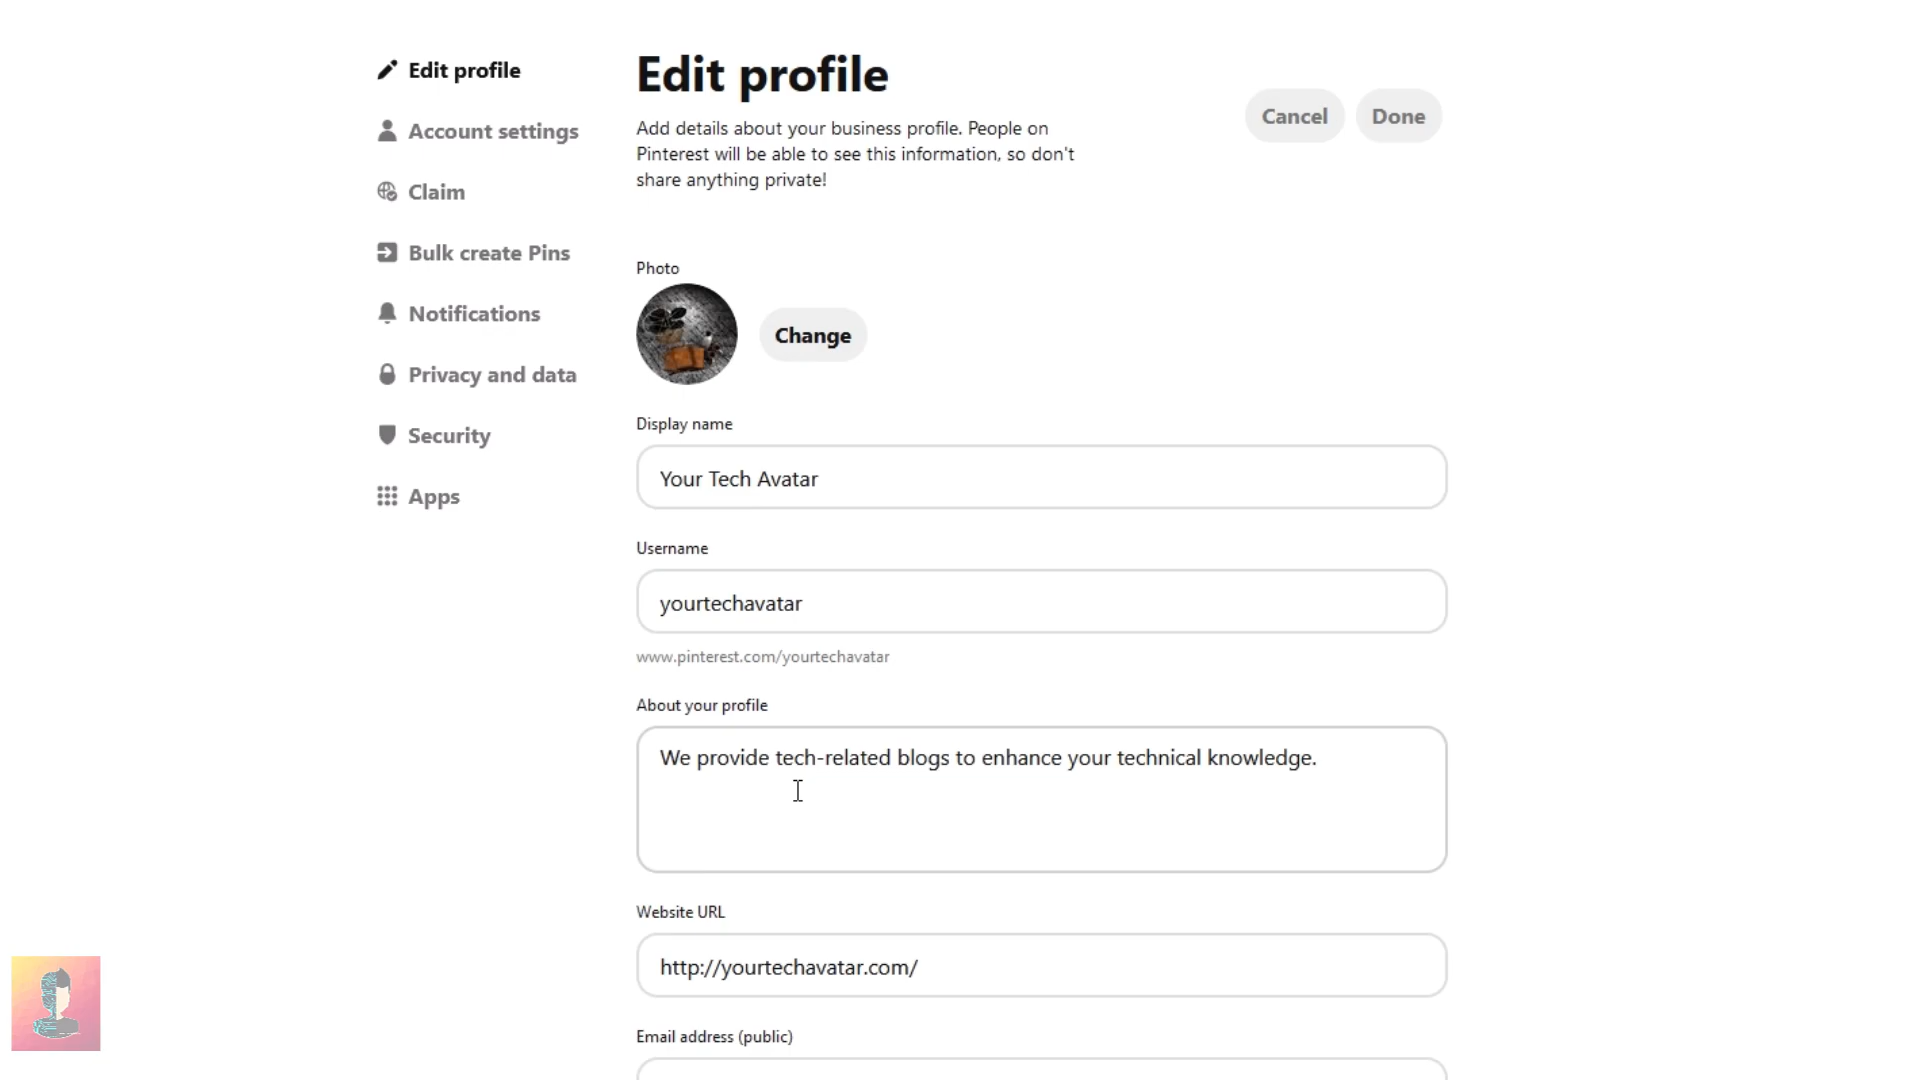 Edit profile
Account settings
Claim
Bulk create Pins
Notifications
Privacy and data
Security
Apps
Edit profile
Add details about your business profile. People on
Pinterest will be able to see this information, so don't
share anything private!
Cancel
Done
Photo
Change
Display name
Your Tech Avatar
Username
yourtechavatar
www.pinterest.com/yourtechavatar
About your profile
We provide tech-related blogs to enhance your technical knowledge.
Website URL
http://yourtechavatar.com/
Email address (public)